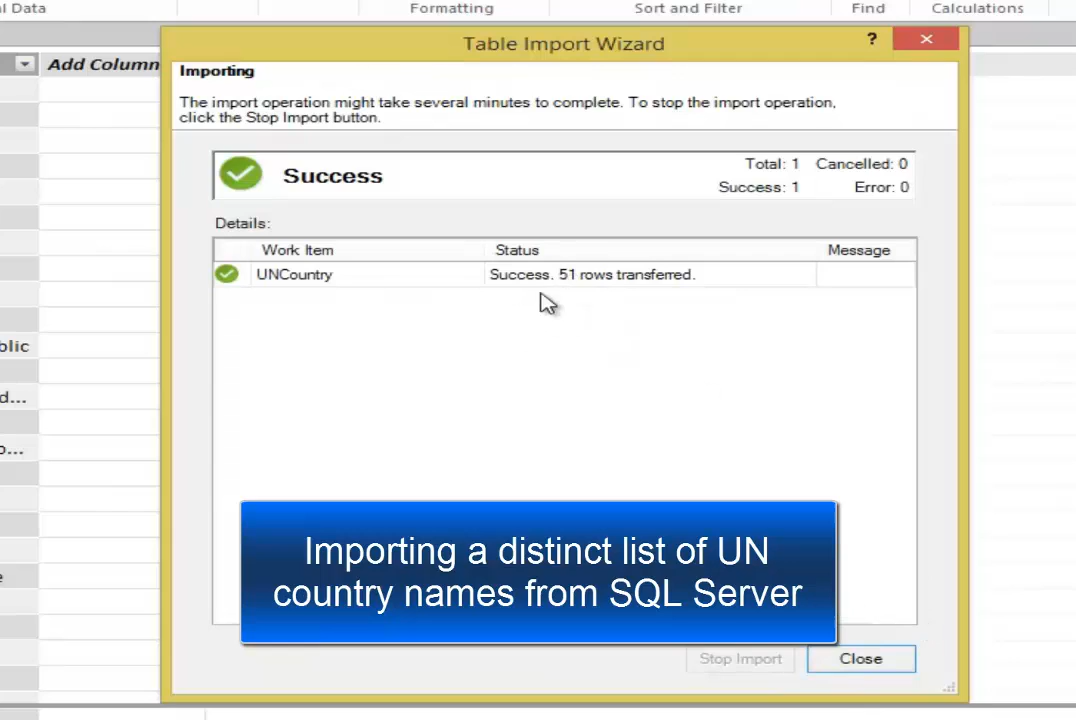 l Data
Formatting
Sort and Filter
Find
Calculations
Table Import Wizard
?
Add Column
Importing
The import operation might take several minutes to complete. To stop the import operation,
click the Stop Import button.
Success
Total: 1 Cancelled: 0
Success: 1 Error: 0
Details:
Work Item Status Message
UNCountry Success. 51 rows transferred.
blic
d...
o...
e
Importing a distinct list of UN
country names from SQL Server
Stop Import Close